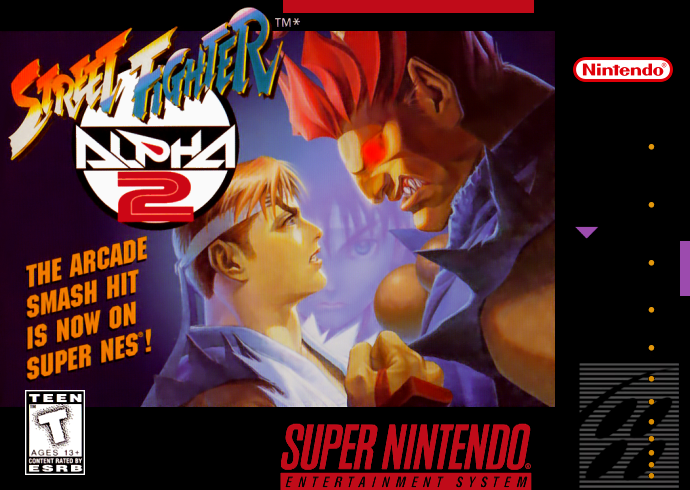 STREET FIGHTER TM*
ALPHA
2
Nintendo®
THE ARCADE
SMASH HIT
IS NOW ON
SUPER NES®!
TEEN
TM
T
AGES 13+
CONTENT RATED BY
ESRB
SUPER NINTENDO®
ENTERTAINMENT SYSTEM